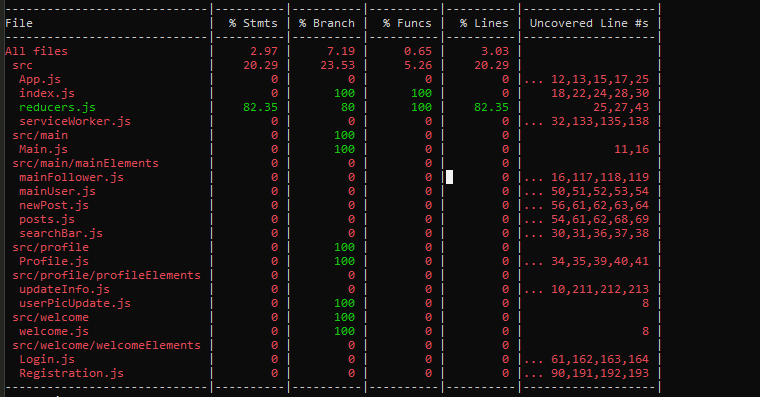 -----------------------------|----------|----------|----------|----------|-------------------|
File | % Stmts | % Branch | % Funcs | % Lines | Uncovered Line #s |
-----------------------------|----------|----------|----------|----------|-------------------|
All files | 2.97 | 7.19 | 0.65 | 3.03 | |
src | 20.29 | 23.53 | 5.26 | 20.29 | |
App.js | 0 | 0 | 0 | 0 |... 12,13,15,17,25 |
index.js | 0 | 100 | 100 | 0 | 18,22,24,28,30 |
reducers.js | 82.35 | 80 | 100 | 82.35 | 25,27,43 |
serviceWorker.js | 0 | 0 | 0 | 0 |... 32,133,135,138 |
src/main | 0 | 100 | 0 | 0 | |
Main.js | 0 | 100 | 0 | 0 | 11,16 |
src/main/mainElements | 0 | 0 | 0 | 0 | |
mainFollower.js | 0 | 0 | 0 | 0 |... 16,117,118,119 |
mainUser.js | 0 | 0 | 0 | 0 |... 50,51,52,53,54 |
newPost.js | 0 | 0 | 0 | 0 |... 56,61,62,63,64 |
posts.js | 0 | 0 | 0 | 0 |... 54,61,62,68,69 |
searchBar.js | 0 | 0 | 0 | 0 |... 30,31,36,37,38 |
src/profile | 0 | 100 | 0 | 0 | |
Profile.js | 0 | 100 | 0 | 0 |... 34,35,39,40,41 |
src/profile/profileElements | 0 | 0 | 0 | 0 | |
updateInfo.js | 0 | 0 | 0 | 0 |... 10,211,212,213 |
userPicUpdate.js | 0 | 100 | 0 | 0 | 8 |
src/welcome | 0 | 100 | 0 | 0 | |
welcome.js | 0 | 100 | 0 | 0 | 8 |
src/welcome/welcomeElements | 0 | 0 | 0 | 0 | |
Login.js | 0 | 0 | 0 | 0 |... 61,162,163,164 |
Registration.js | 0 | 0 | 0 | 0 |... 90,191,192,193 |
-----------------------------|----------|----------|----------|----------|-------------------|